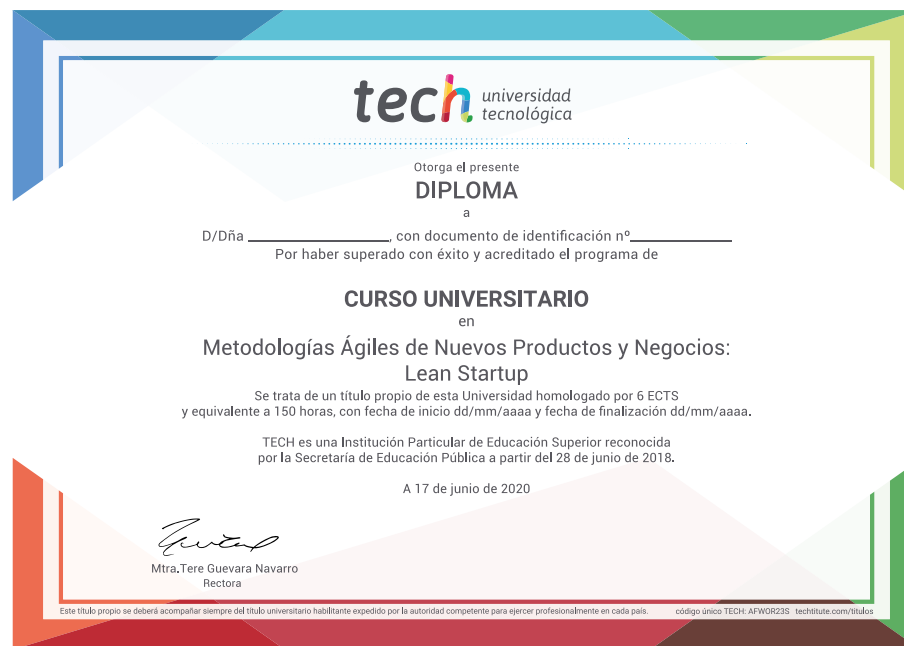 tech universidad
tecnológica
Otorga el presente
DIPLOMA
a
D/Dña ________________, con documento de identificación nº____________
Por haber superado con éxito y acreditado el programa de
CURSO UNIVERSITARIO
en
Metodologías Ágiles de Nuevos Productos y Negocios:
Lean Startup
Se trata de un título propio de esta Universidad homologado por 6 ECTS
y equivalente a 150 horas, con fecha de inicio dd/mm/aaaa y fecha de finalización dd/mm/aaaa.
TECH es una Institución Particular de Educación Superior reconocida
por la Secretaría de Educación Pública a partir del 28 de junio de 2018.
A 17 de junio de 2020
Mtra.Tere Guevara Navarro
Rectora
Este título propio se deberá acompañar siempre del título universitario habilitante expedido por la autoridad competente para ejercer profesionalmente en cada país. código único TECH: AFWOR23S techtitute.com/titulos